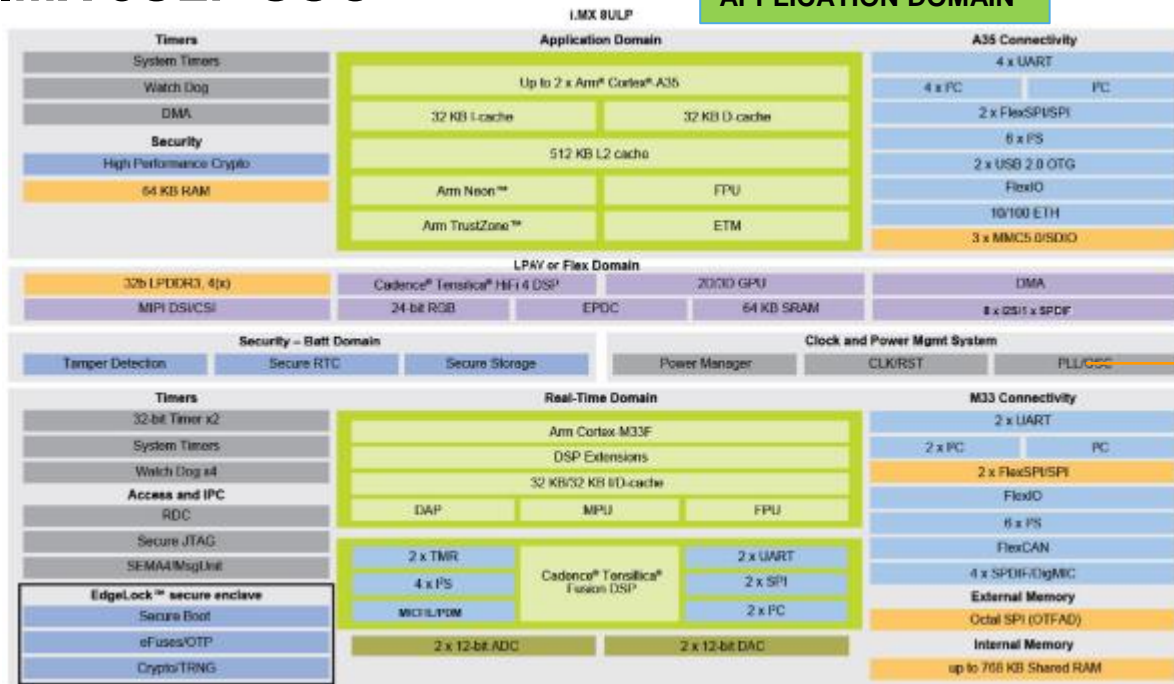 i.MX 8ULP
APPLICATION DOMAIN
Timers
System Timers
Watch Dog
DMA
Security
High Performance Crypto
64 KB RAM
Application Domain
Up to 2 x Arm® Cortex®-A35
32 KB I-cache
32 KB D-cache
512 KB L2 cache
Arm Neon™
FPU
Arm TrustZone™
ETM
A35 Connectivity
4 x UART
4 x I²C
I³C
2 x FlexSPI/SPI
6 x I²S
2 x USB 2.0 OTG
FlexIO
10/100 ETH
3 x MMC5.0/SDIO
LPAV or Flex Domain
32b LPDDR3, 4(x)
Cadence® Tensilica® HiFi 4 DSP
2D/3D GPU
DMA
MIPI DSI/CSI
24-bit RGB
EPDC
64 KB SRAM
8 x I2S/1 x SPDIF
Security – Batt Domain
Tamper Detection
Secure RTC
Secure Storage
Clock and Power Mgmt System
Power Manager
CLK/RST
PLL/OSC
Timers
32-bit Timer x2
System Timers
Watch Dog x4
Access and IPC
RDC
Secure JTAG
SEMA4/MsgUnit
EdgeLock™ secure enclave
Secure Boot
eFuses/OTP
Crypto/TRNG
Real-Time Domain
Arm Cortex-M33F
DSP Extensions
32 KB/32 KB I/D-cache
DAP
MPU
FPU
2 x TMR
4 x I²S
MICFIL/PDM
Cadence® Tensilica®
Fusion DSP
2 x UART
2 x SPI
2 x I²C
2 x 12-bit ADC
2 x 12-bit DAC
M33 Connectivity
2 x UART
2 x I²C
I³C
2 x FlexSPI/SPI
FlexIO
6 x I²S
FlexCAN
4 x SPDIF/DigMIC
External Memory
Octal SPI (OTFAD)
Internal Memory
up to 768 KB Shared RAM